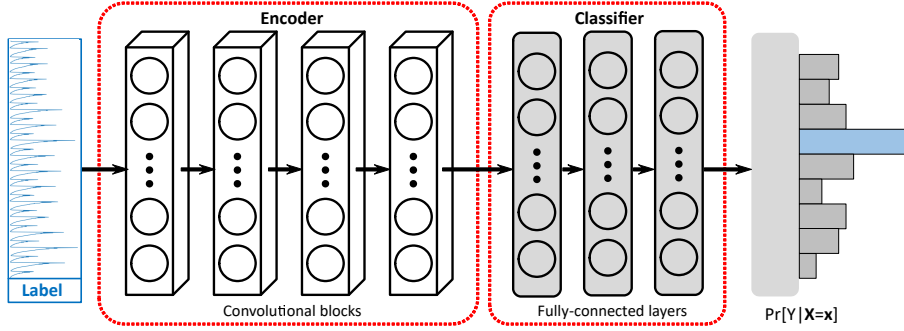 Encoder
Classifier
Label
Convolutional blocks
Fully-connected layers
Pr[Y|X=x]